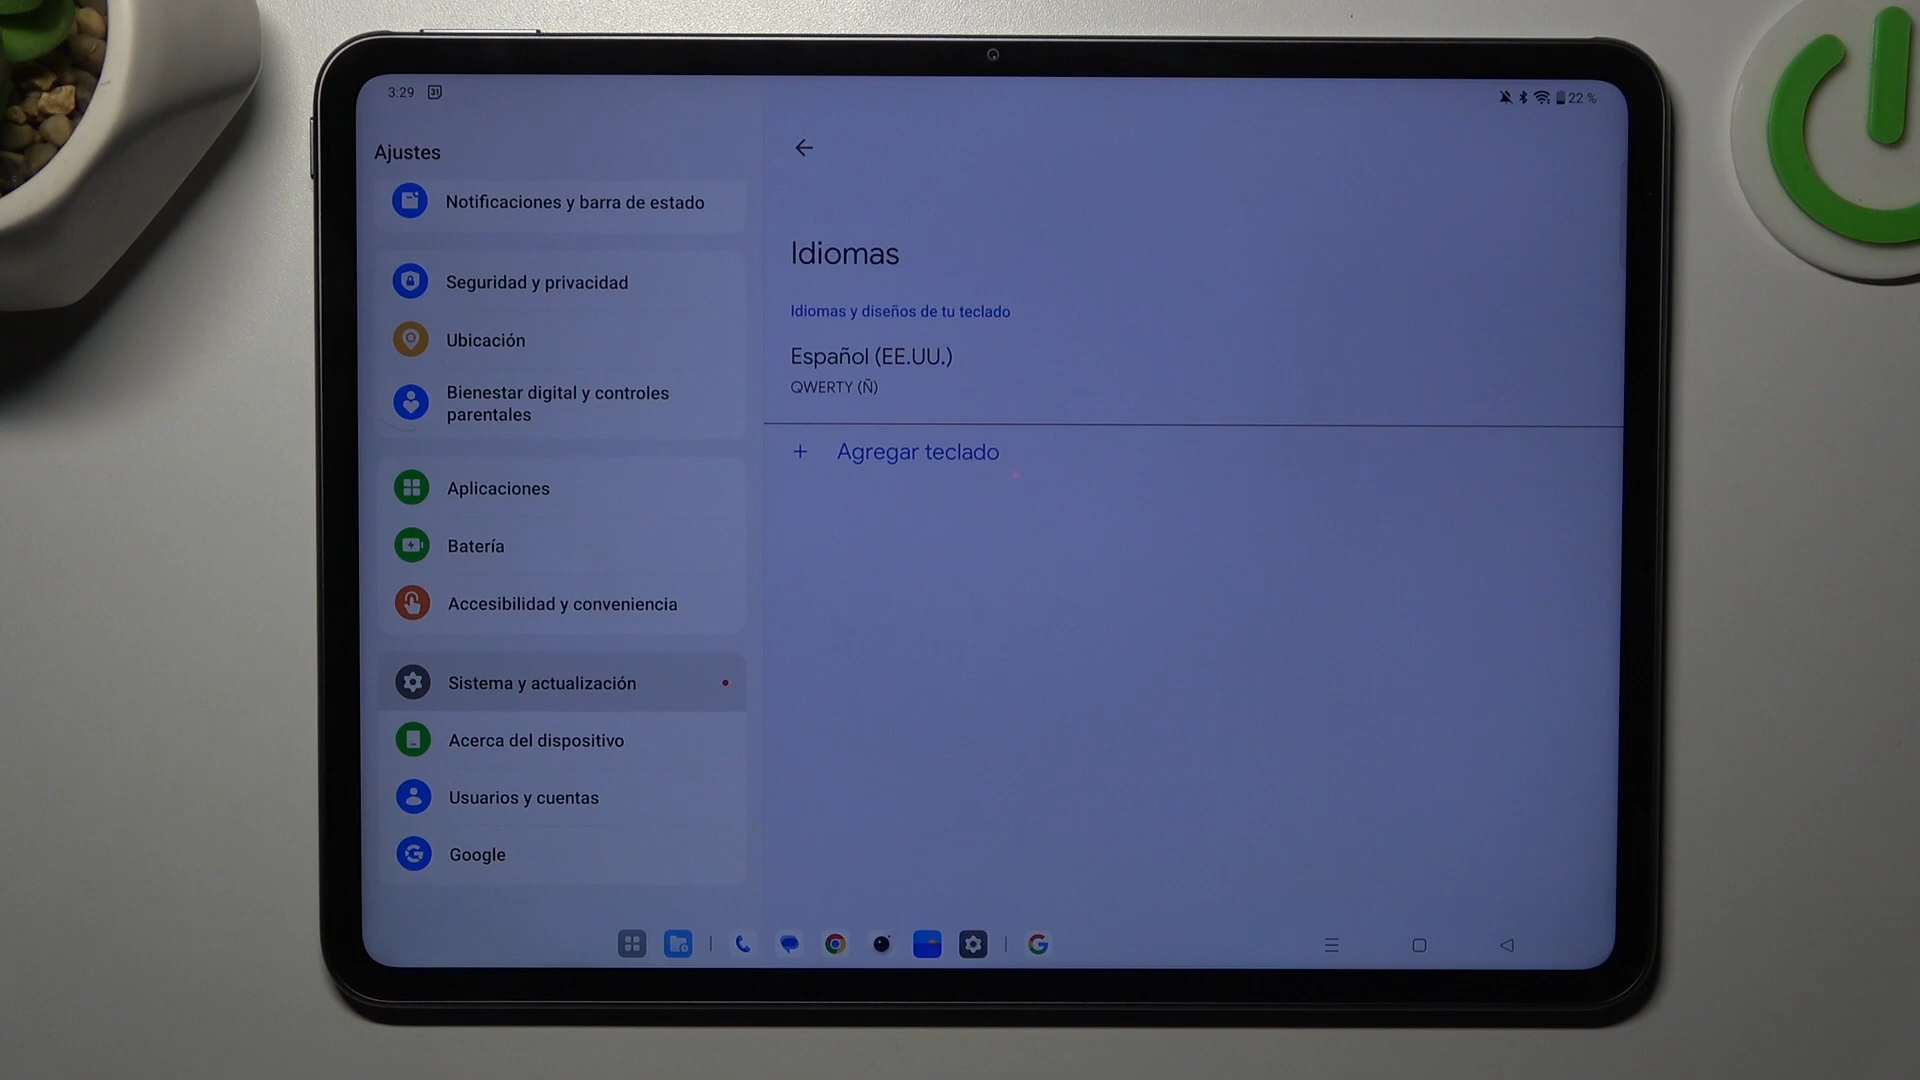 3:29 31
22 %
Ajustes
Notificaciones y barra de estado
Seguridad y privacidad
Ubicación
Bienestar digital y controles
parentales
Aplicaciones
Batería
Accesibilidad y conveniencia
Sistema y actualización
Acerca del dispositivo
Usuarios y cuentas
Google
Idiomas
Idiomas y diseños de tu teclado
Español (EE.UU.)
QWERTY (Ñ)
+ Agregar teclado